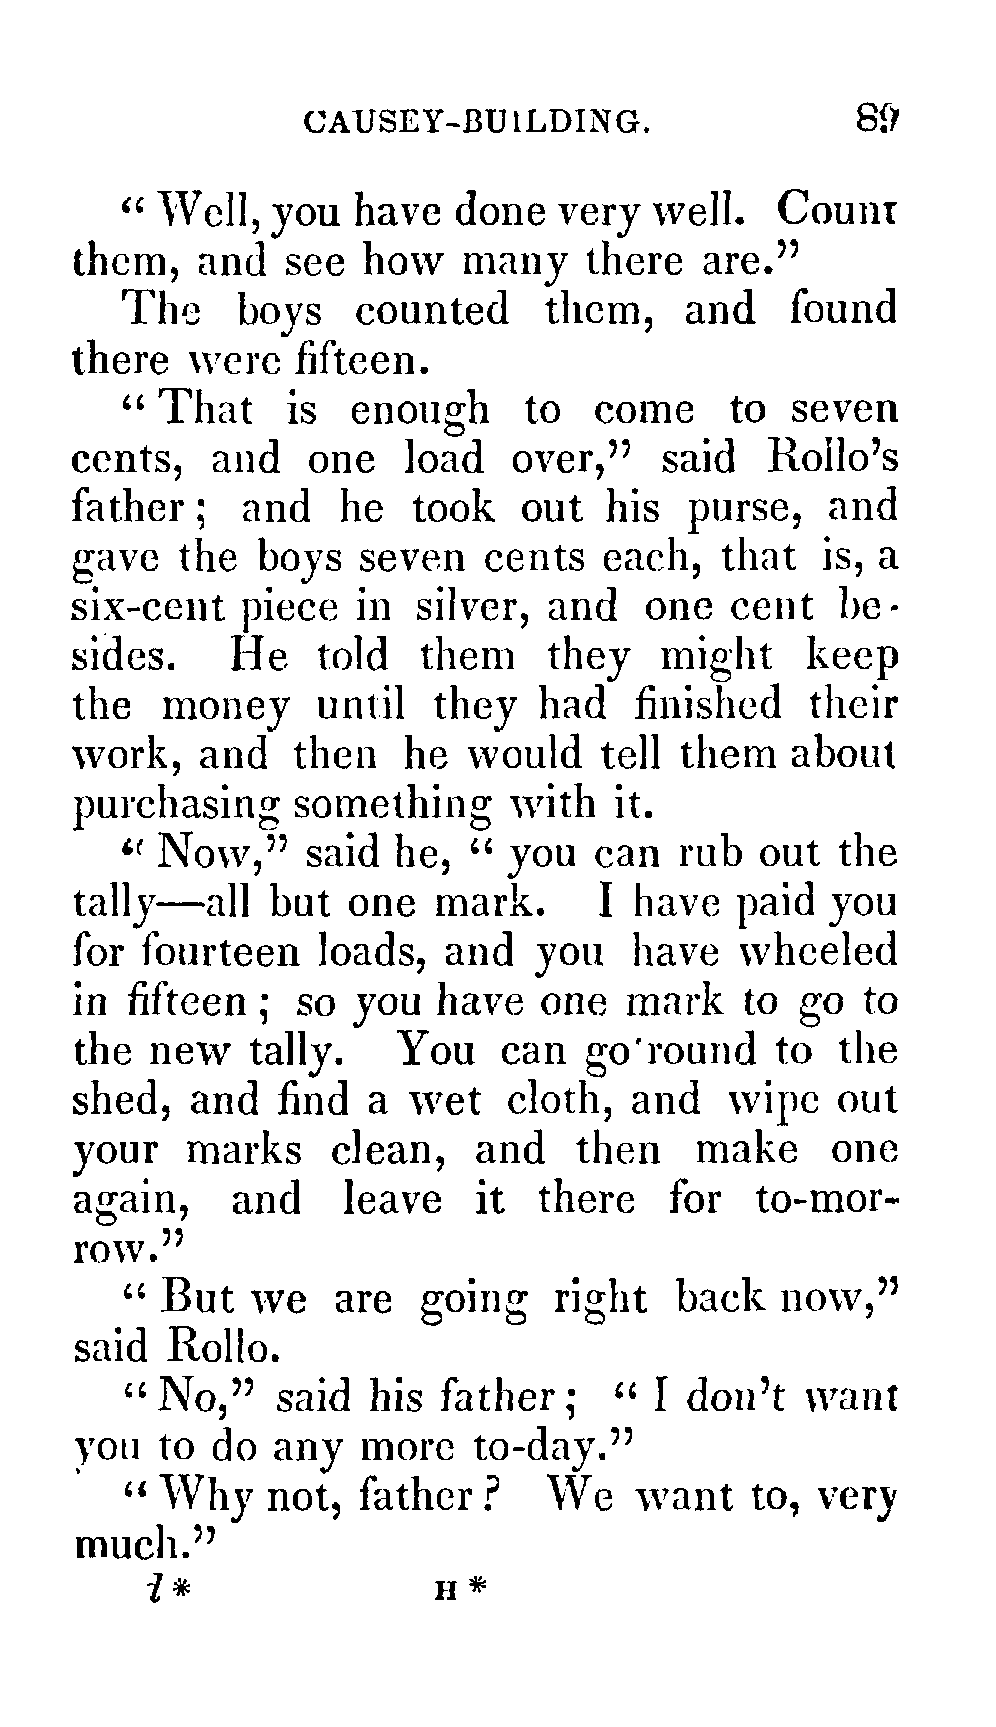 CAUSEY-BUILDING. 89
“ Well, you have done very well. Count
them, and see how many there are.”
The boys counted them, and found
there were fifteen.
“ That is enough to come to seven
cents, and one load over,” said Rollo’s
father ; and he took out his purse, and
gave the boys seven cents each, that is, a
six-cent piece in silver, and one cent be-
sides. He told them they might keep
the money until they had finished their
work, and then he would tell them about
purchasing something with it.
“ Now,” said he, “ you can rub out the
tally—all but one mark. I have paid you
for fourteen loads, and you have wheeled
in fifteen ; so you have one mark to go to
the new tally. You can go 'round to the
shed, and find a wet cloth, and wipe out
your marks clean, and then make one
again, and leave it there for to-mor-
row.”
“ But we are going right back now,”
said Rollo.
“ No,” said his father ; “ I don’t want
you to do any more to-day.”
“ Why not, father ? We want to, very
much.”
l * H *